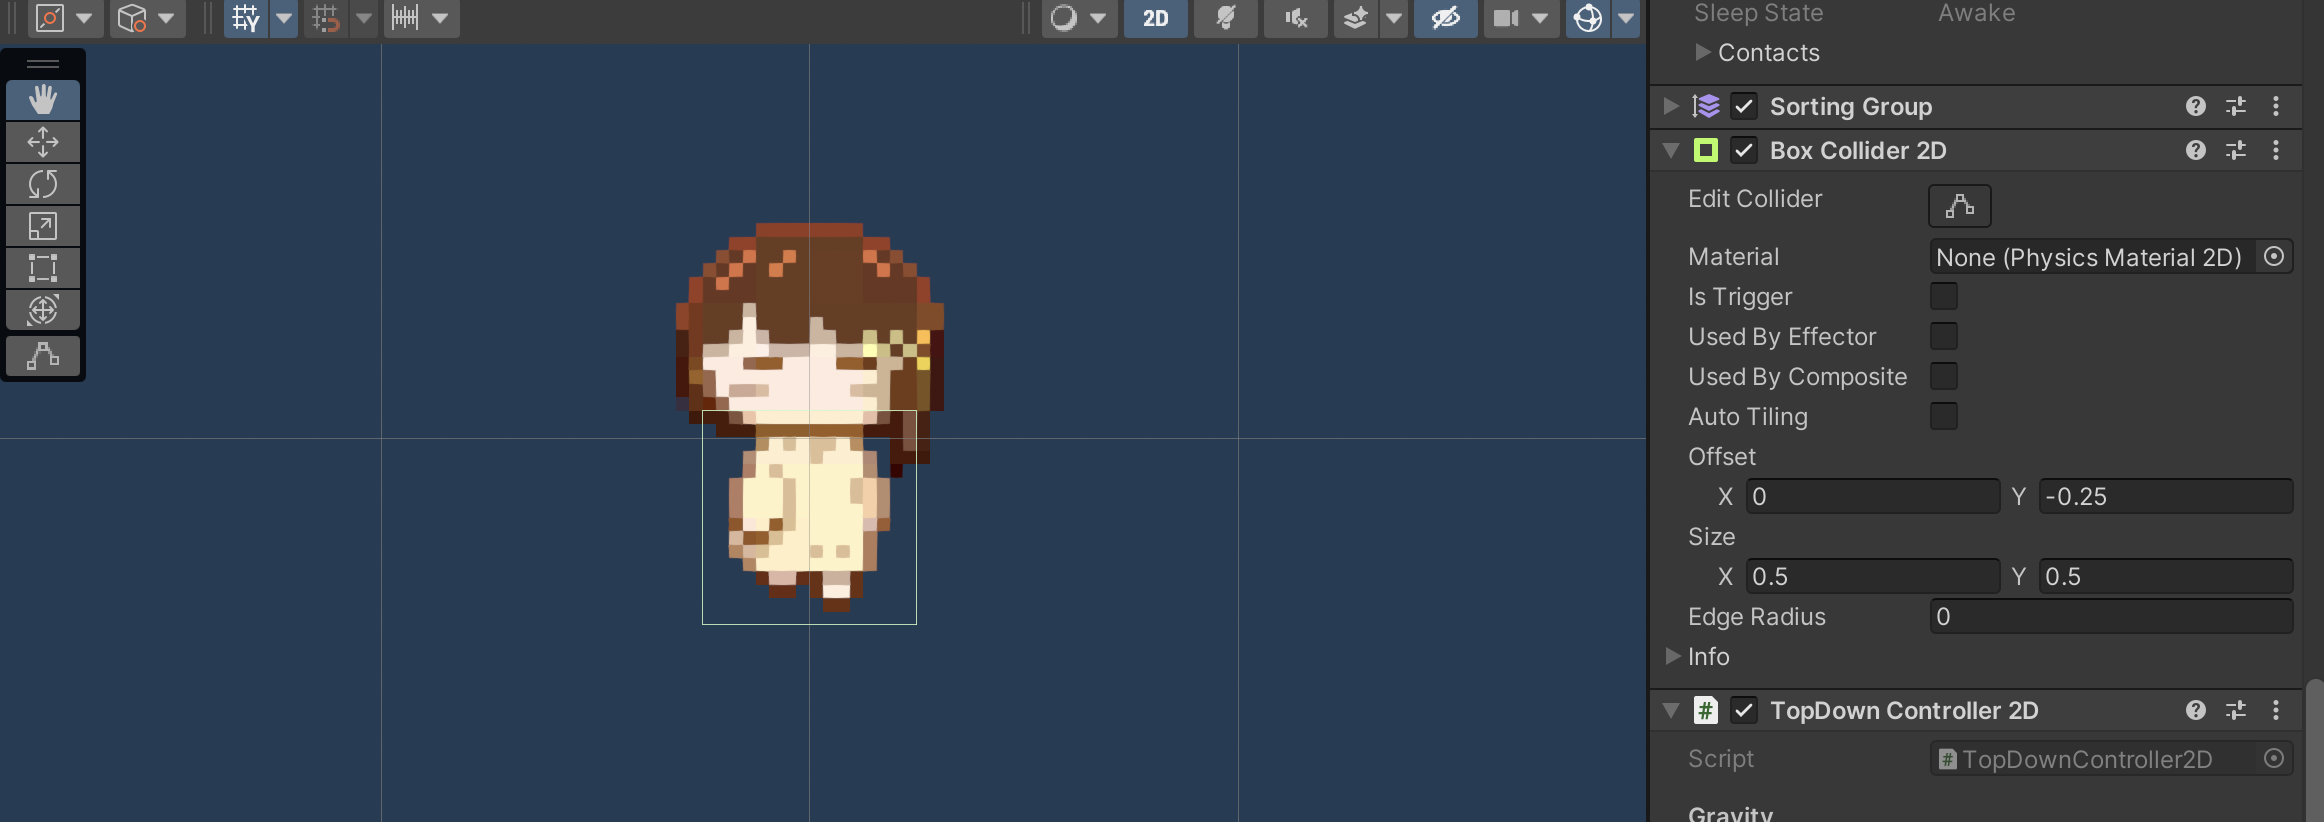 2D
Sleep State Awake
Contacts
Sorting Group
Box Collider 2D
Edit Collider
Material None (Physics Material 2D)
Is Trigger
Used By Effector
Used By Composite
Auto Tiling
Offset
X 0 Y -0.25
Size
X 0.5 Y 0.5
Edge Radius 0
Info
# TopDown Controller 2D
Script # TopDownController2D
Gravity